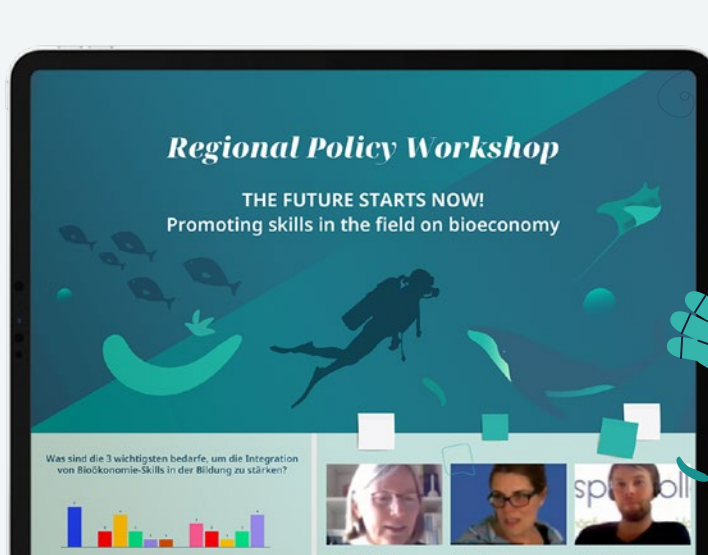 Regional Policy Workshop
THE FUTURE STARTS NOW!
Promoting skills in the field on bioeconomy
Was sind die 3 wichtigsten bedarfe, um die Integration
von Bioökonomie-Skills in der Bildung zu stärken?